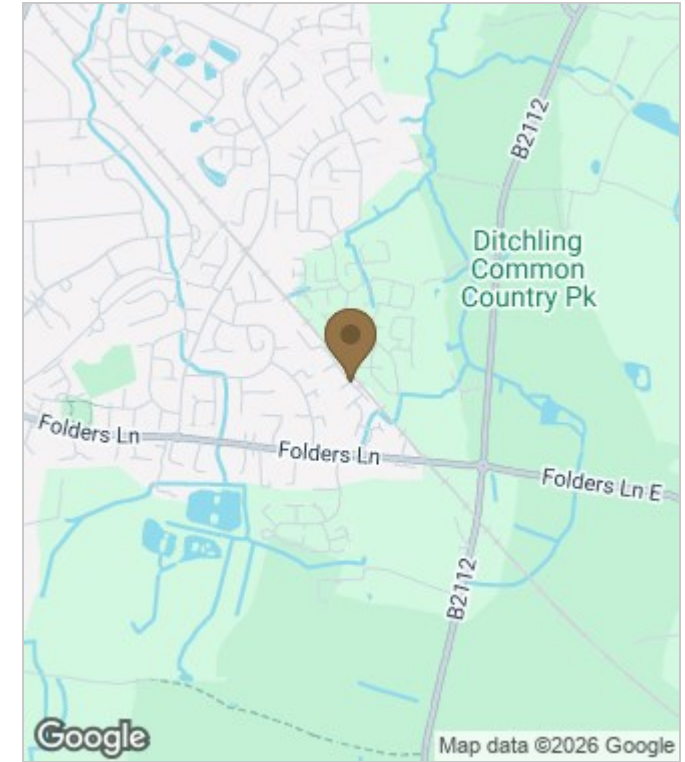 B2112
Ditchling
Common
Country Pk
Folders Ln
Folders Ln
Folders Ln E
B2112
Google
Map data ©2026 Google